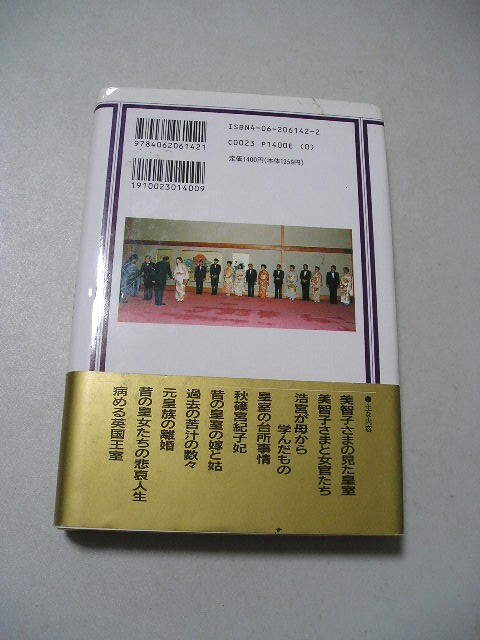 ISBN4-06-206142-2
C0023 P1400E (0)
定価1400円(本体1359円)
9784062061421
1910023014009
●主な内容
美智子さまの見た皇室
美智子さまと女官たち
浩宮が母から
学んだもの
皇室の台所事情
秋篠宮紀子妃
昔の皇室の嫁と姑
過去の苦汁の数々
元皇族の離婚
昔の皇女たちの悲哀人生
病める英国王室